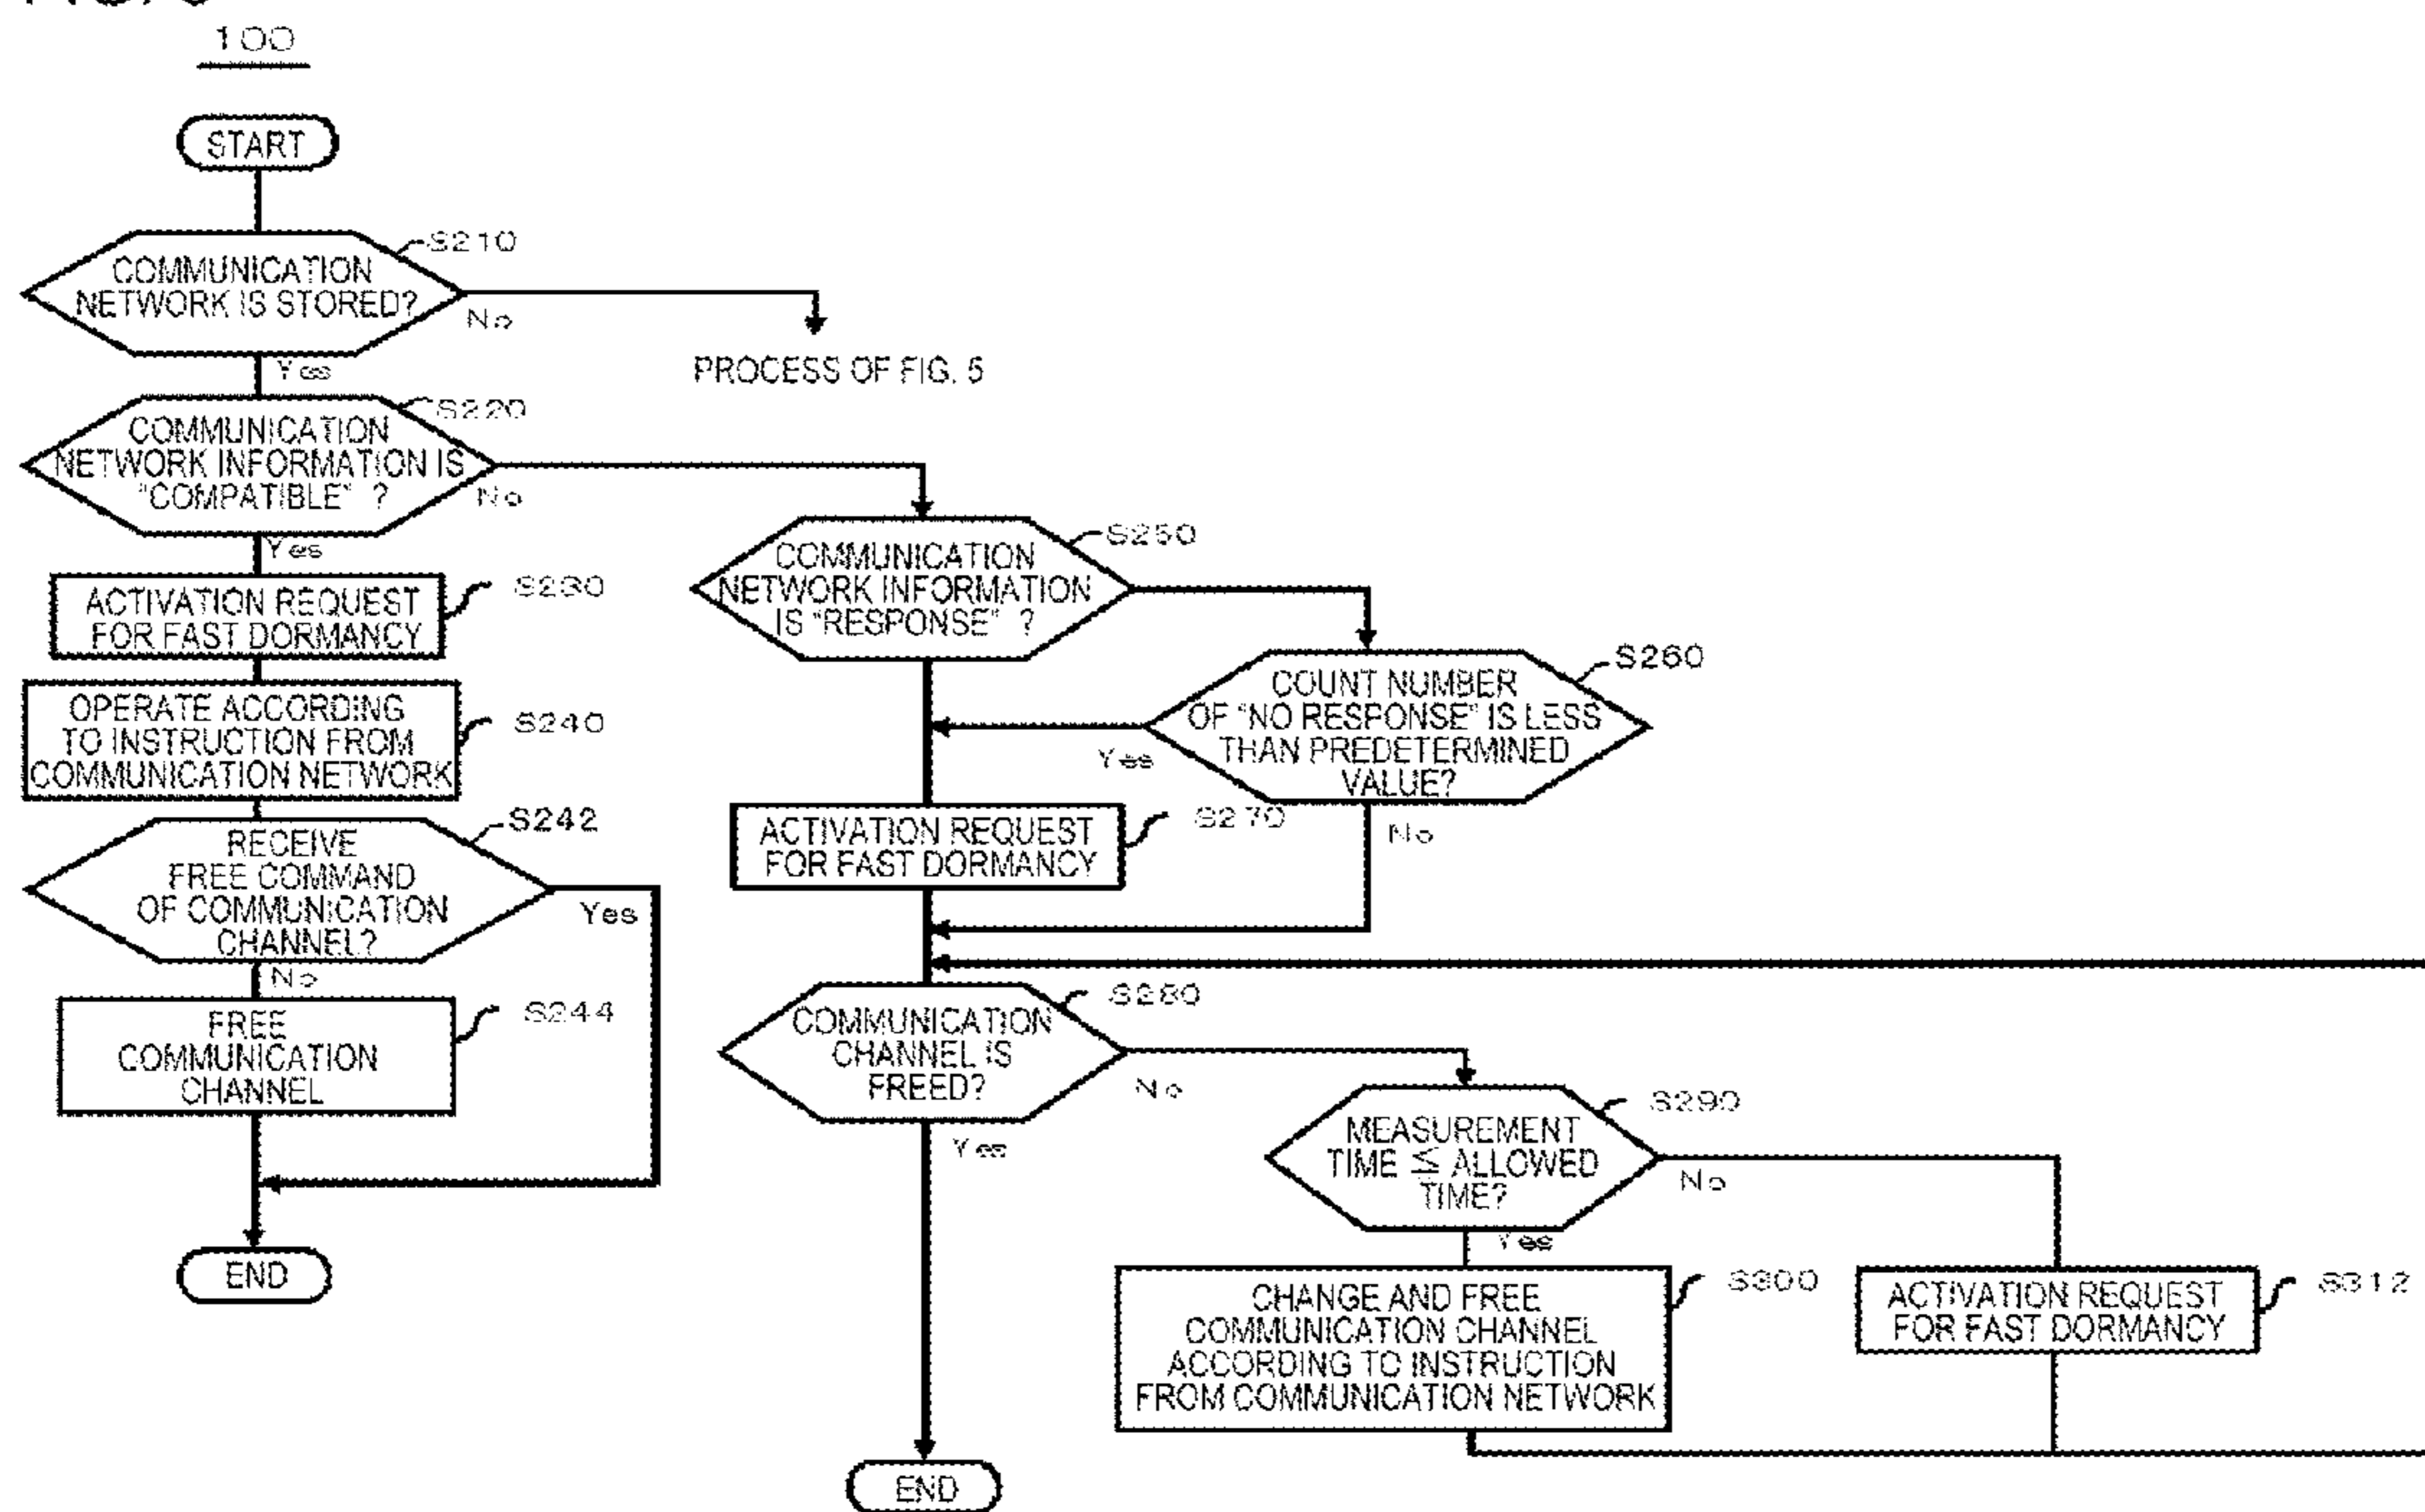 100
START
S210
COMMUNICATION
NETWORK IS STORED?
No
Yes
PROCESS OF FIG. 5
S220
COMMUNICATION
NETWORK INFORMATION IS
"COMPATIBLE" ?
No
Yes
S230
ACTIVATION REQUEST
FOR FAST DORMANCY
S240
OPERATE ACCORDING
TO INSTRUCTION FROM
COMMUNICATION NETWORK
S242
RECEIVE
FREE COMMAND
OF COMMUNICATION
CHANNEL?
Yes
No
S244
FREE
COMMUNICATION
CHANNEL
END
S250
COMMUNICATION
NETWORK INFORMATION
IS "RESPONSE" ?
S260
COUNT NUMBER
OF "NO RESPONSE" IS LESS
THAN PREDETERMINED
VALUE?
Yes
No
S270
ACTIVATION REQUEST
FOR FAST DORMANCY
S280
COMMUNICATION
CHANNEL IS
FREED?
No
Yes
S290
MEASUREMENT
TIME ≦ ALLOWED
TIME?
No
Yes
S300
CHANGE AND FREE
COMMUNICATION CHANNEL
ACCORDING TO INSTRUCTION
FROM COMMUNICATION NETWORK
S312
ACTIVATION REQUEST
FOR FAST DORMANCY
END